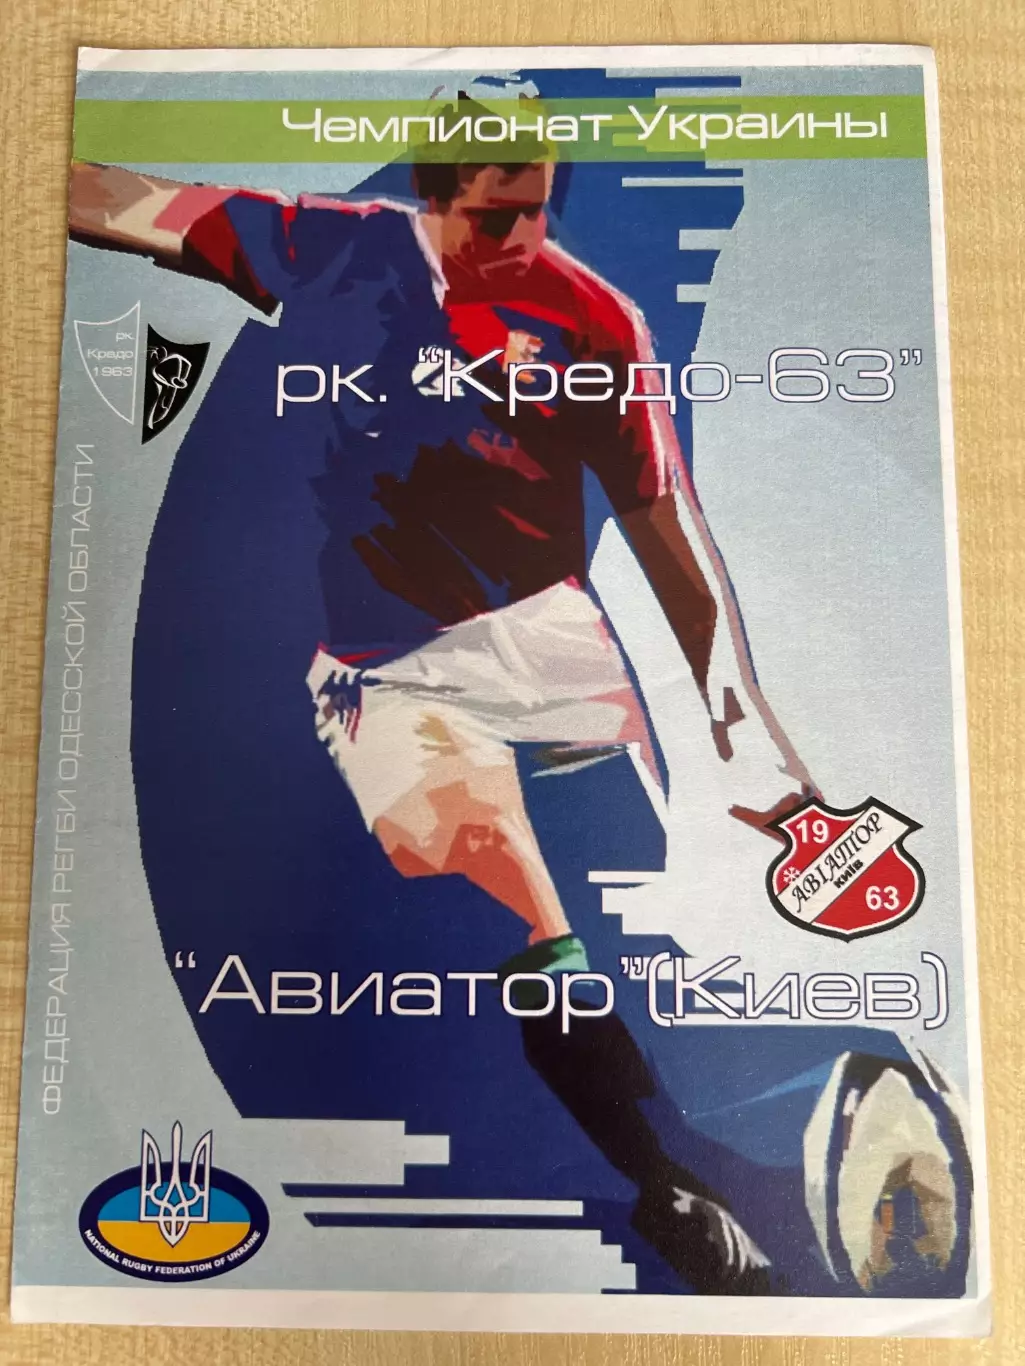 Чемпионат Украины
рк
Кредо
1963
рк. "Кредо-63"
ФЕДЕРАЦИЯ РЕГБИ ОДЕССКОЙ ОБЛАСТИ
19
АВІАТОР
КИЇВ
63
"Авиатор" (Киев)
NATIONAL RUGBY FEDERATION OF UKRAINE